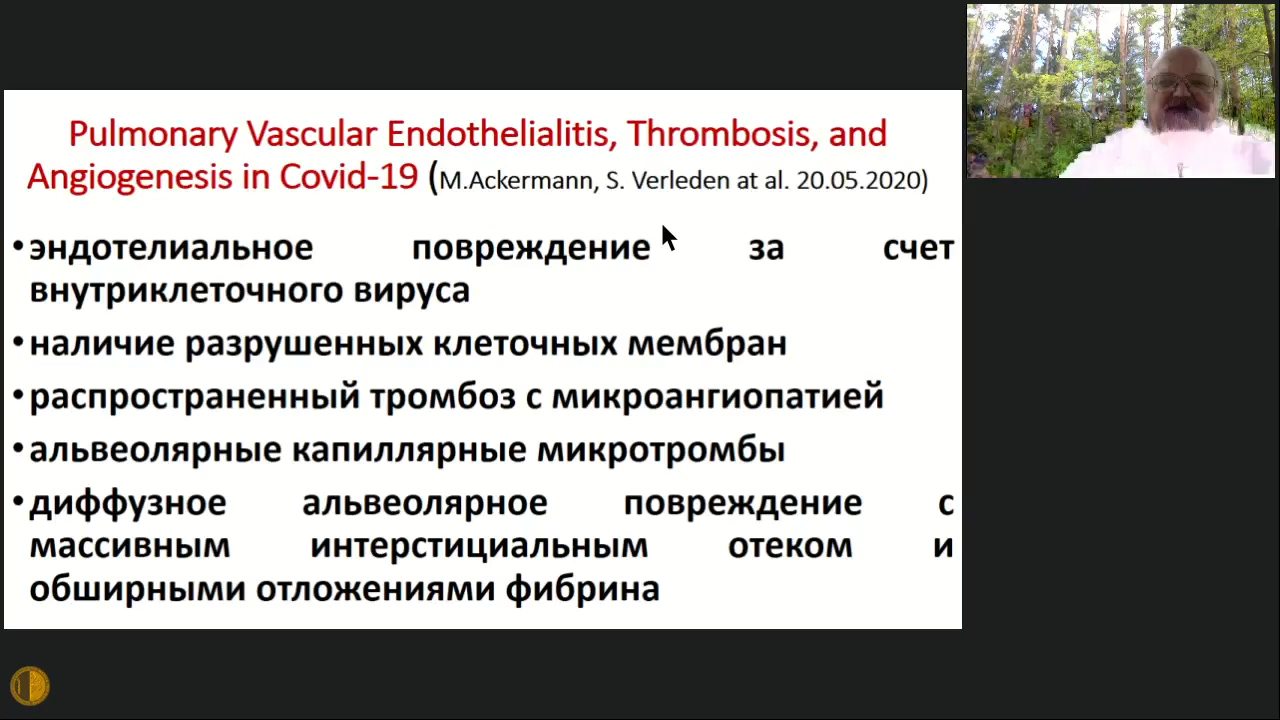 Pulmonary Vascular Endothelialitis, Thrombosis, and
Angiogenesis in Covid-19 (M.Ackermann, S. Verleden at al. 20.05.2020)
•эндотелиальное повреждение за счет
внутриклеточного вируса
•наличие разрушенных клеточных мембран
•распространенный тромбоз с микроангиопатией
•альвеолярные капиллярные микротромбы
•диффузное альвеолярное повреждение с
массивным интерстициальным отеком и
обширными отложениями фибрина